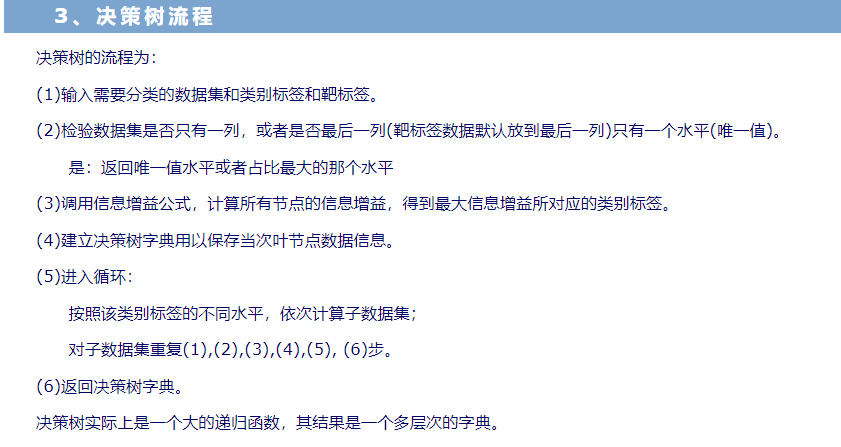 3、决策树流程
决策树的流程为：
(1)输入需要分类的数据集和类别标签和靶标签。
(2)检验数据集是否只有一列，或者是否最后一列(靶标签数据默认放到最后一列)只有一个水平(唯一值)。
是：返回唯一值水平或者占比最大的那个水平
(3)调用信息增益公式，计算所有节点的信息增益，得到最大信息增益所对应的类别标签。
(4)建立决策树字典用以保存当次叶节点数据信息。
(5)进入循环：
按照该类别标签的不同水平，依次计算子数据集；
对子数据集重复(1),(2),(3),(4),(5), (6)步。
(6)返回决策树字典。
决策树实际上是一个大的递归函数，其结果是一个多层次的字典。